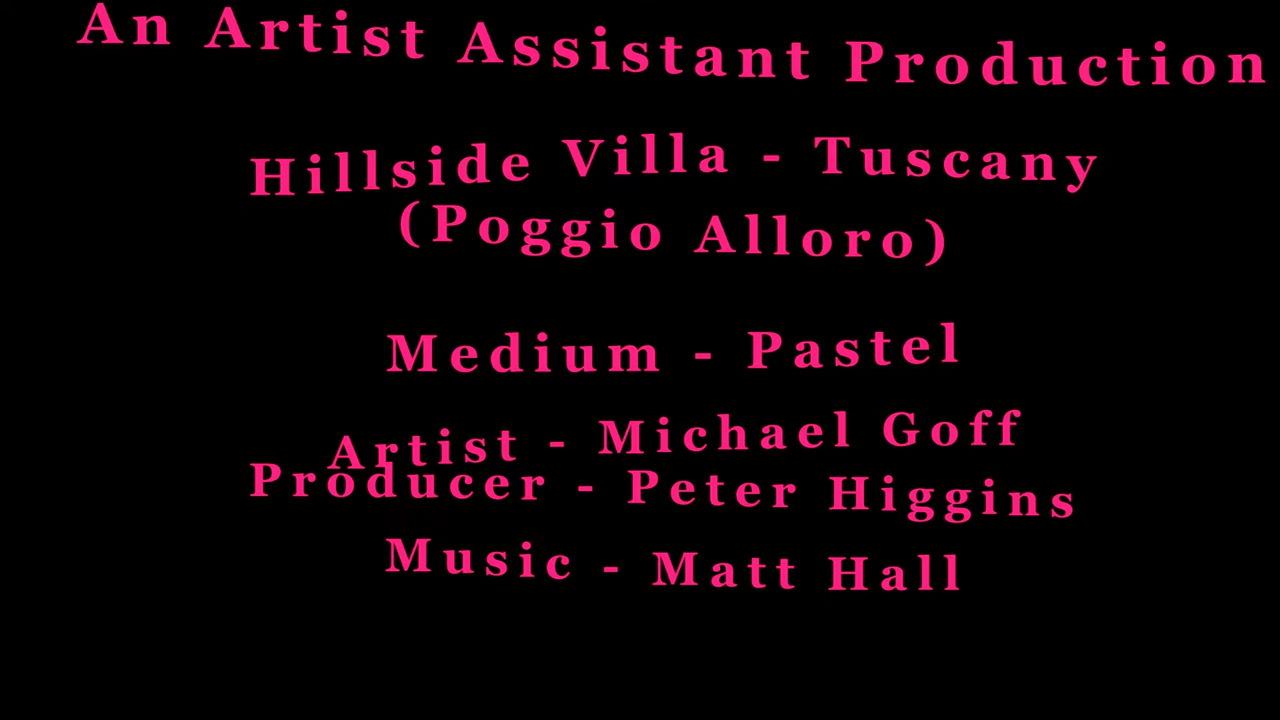 An Artist Assistant Production
Hillside Villa - Tuscany
(Poggio Alloro)
Medium - Pastel
Artist - Michael Goff
Producer - Peter Higgins
Music - Matt Hall